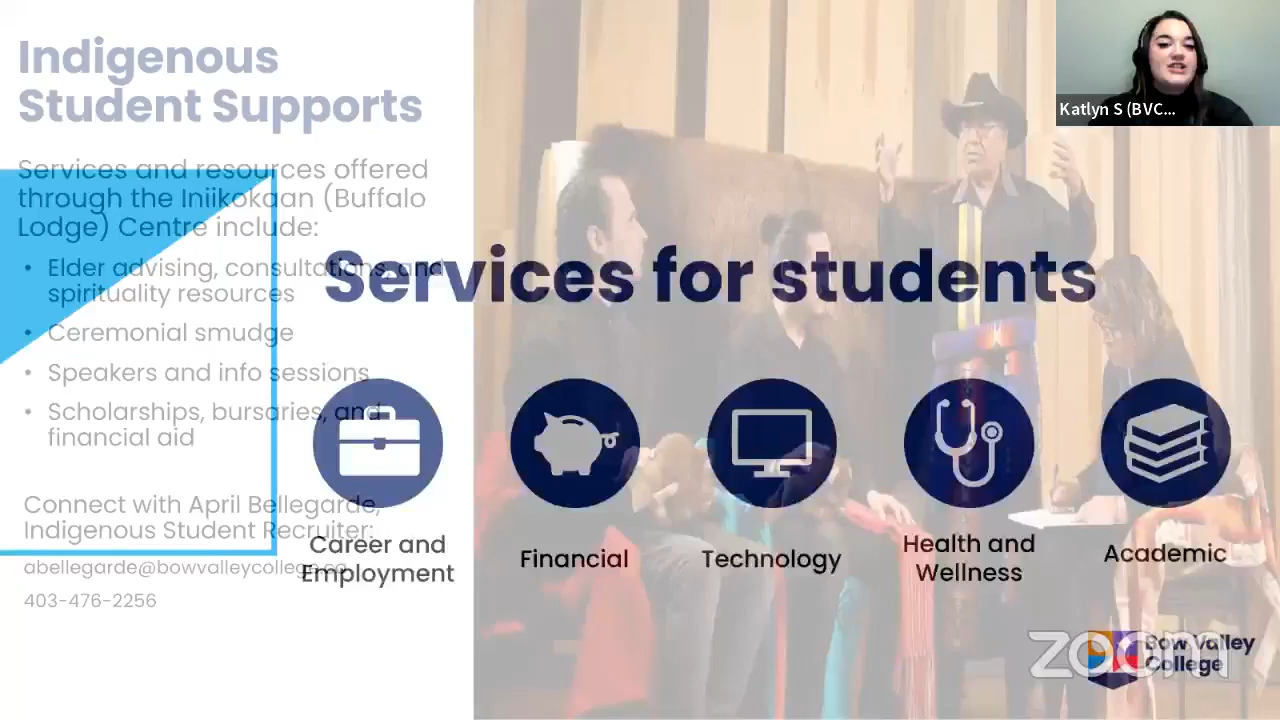 Indigenous
Student Supports
Services and resources offered
through the Iniikokaan (Buffalo
Lodge) Centre include:
• Elder advising, consultations, and
spirituality resources
• Ceremonial smudge
• Speakers and info sessions
• Scholarships, bursaries, and
financial aid
Connect with April Bellegarde,
Indigenous Student Recruiter:
abellegarde@bowvalleycollege.ca
403-476-2256
Services for students
Career and
Employment
Financial
Technology
Health and
Wellness
Academic
Katlyn S (BVC...
zoom
Bow Valley
College